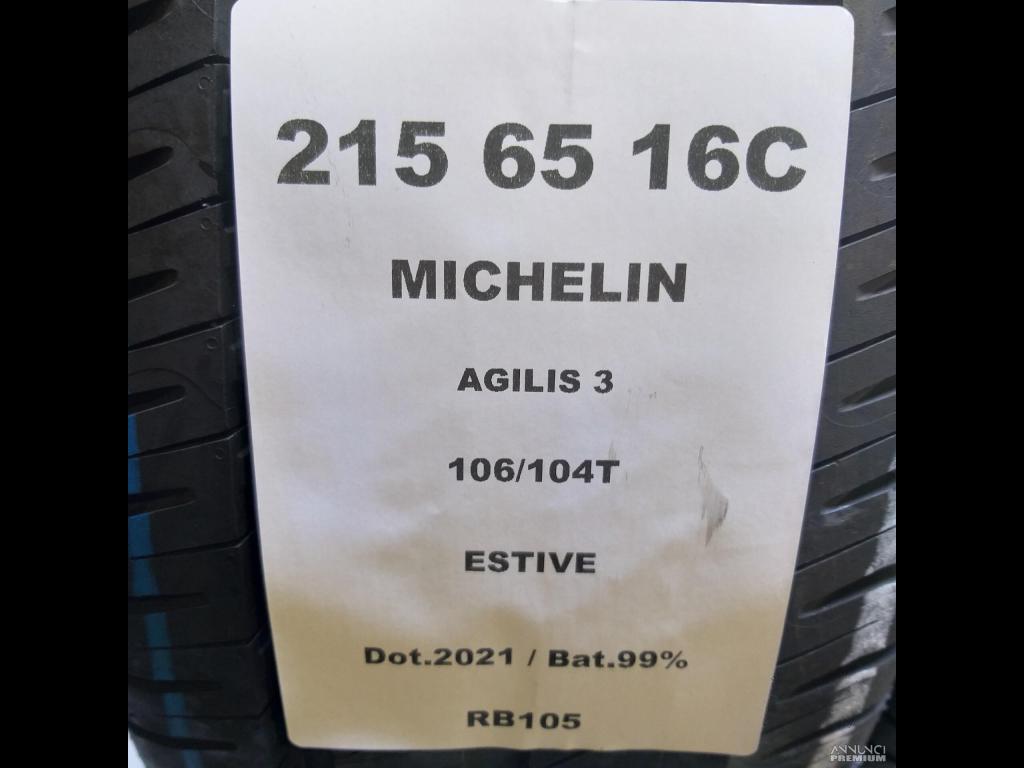 215 65 16C
MICHELIN
AGILIS 3
106/104T
ESTIVE
Dot.2021 / Bat.99%
RB105
ANNUNCI
PREMIUM